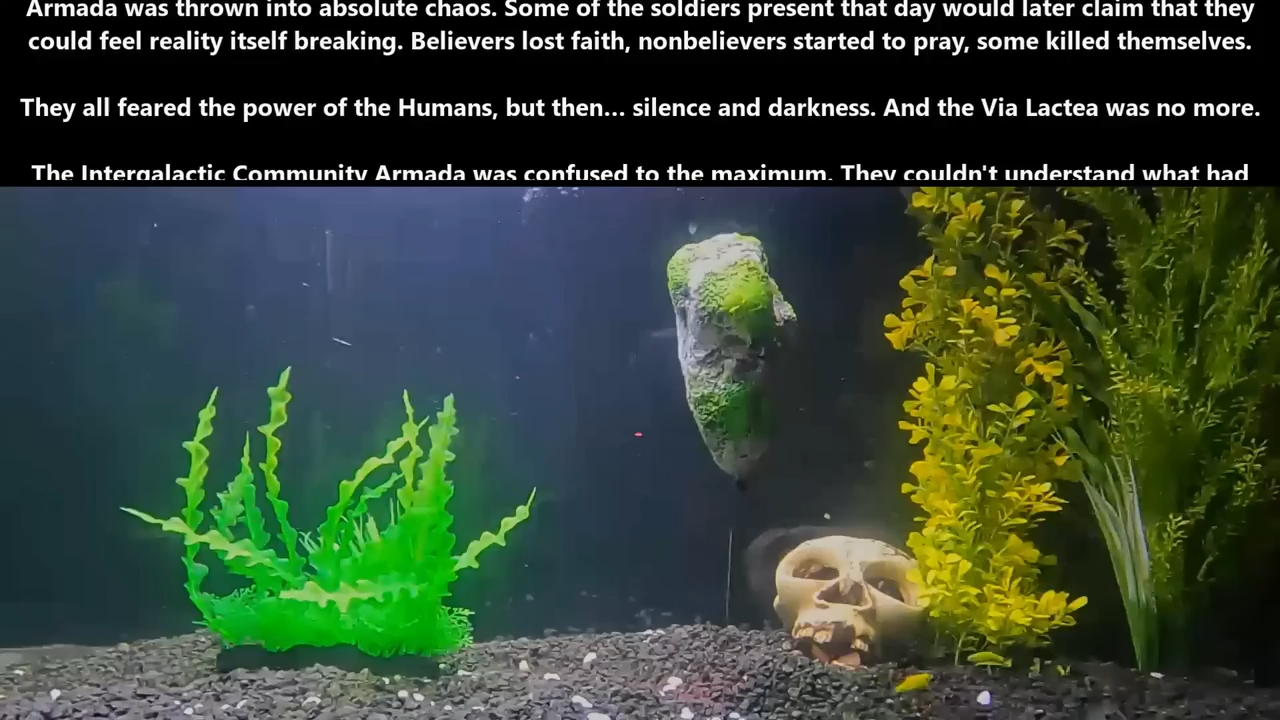 Armada was thrown into absolute chaos. Some of the soldiers present that day would later claim that they
could feel reality itself breaking. Believers lost faith, nonbelievers started to pray, some killed themselves.
They all feared the power of the Humans, but then... silence and darkness. And the Via Lactea was no more.
The Intergalactic Community Armada was confused to the maximum. They couldn't understand what had